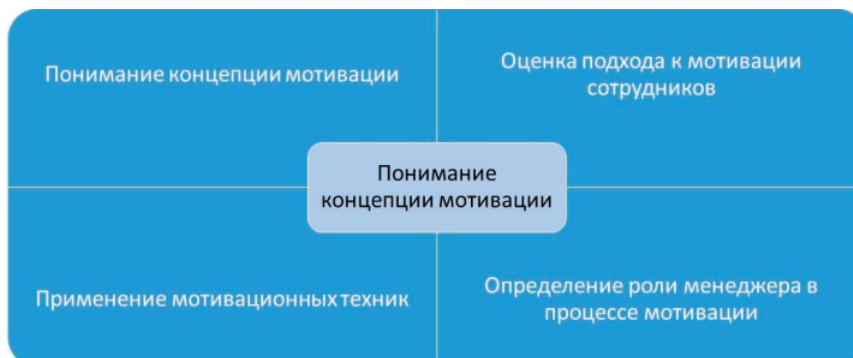 Понимание концепции мотивации
Оценка подхода к мотивации
сотрудников
Понимание
концепции мотивации
Применение мотивационных техник
Определение роли менеджера в
процессе мотивации